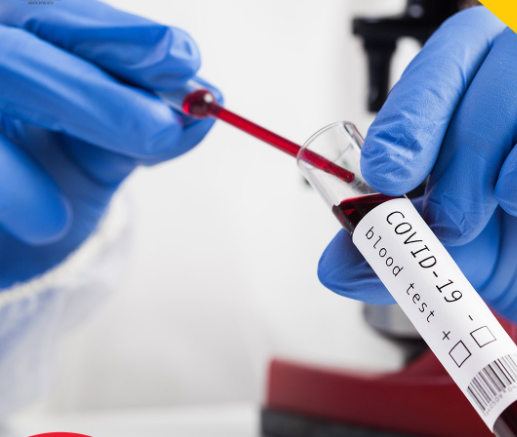 COVID-19 - ☐
blood test + ☐